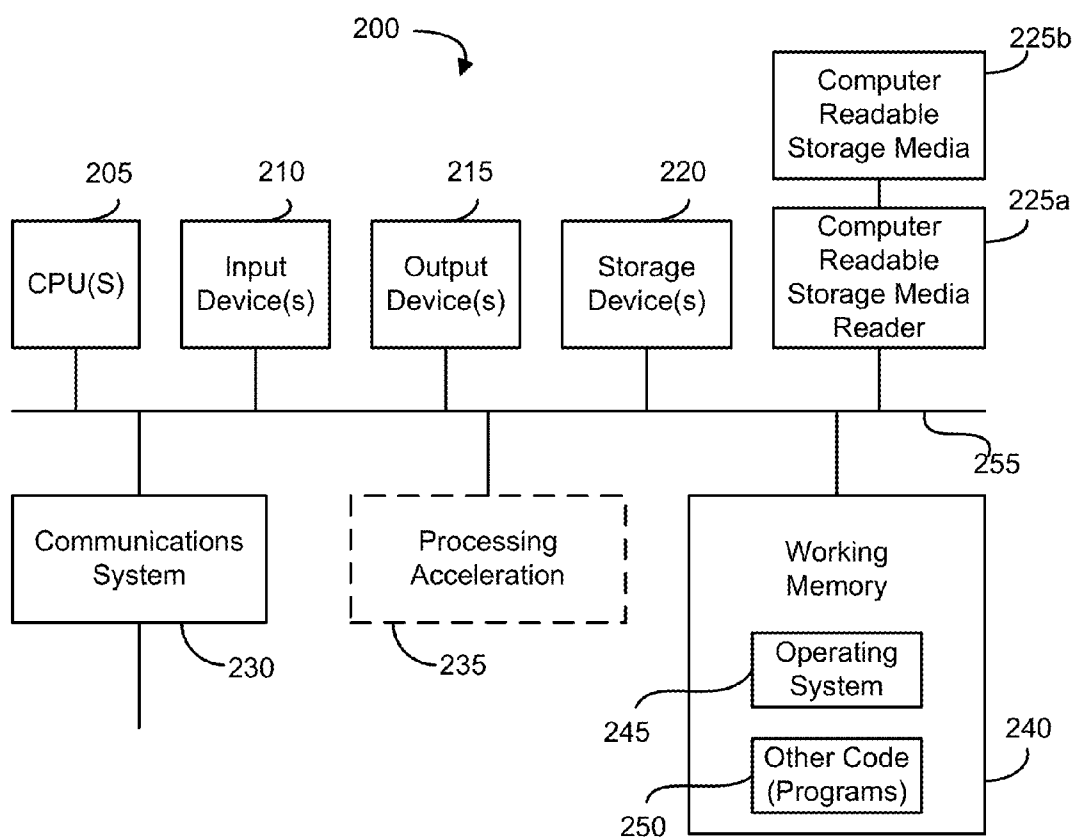 200
225b
Computer
Readable
Storage Media
205
210
215
220
225a
CPU(S)
Input
Device(s)
Output
Device(s)
Storage
Device(s)
Computer
Readable
Storage Media
Reader
255
Communications
System
Processing
Acceleration
Working
Memory
230
235
Operating
System
245
240
Other Code
(Programs)
250